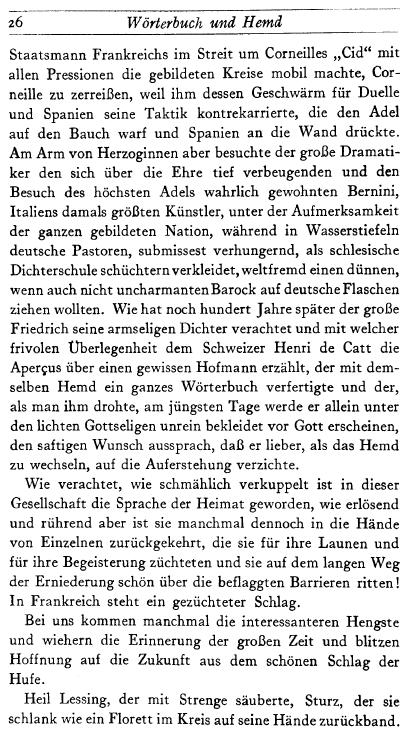 26 Wörterbuch und Hemd
Staatsmann Frankreichs im Streit um Corneilles „Cid“ mit
allen Pressionen die gebildeten Kreise mobil machte, Cor-
neille zu zerreißen, weil ihm dessen Geschwärm für Duelle
und Spanien seine Taktik kontrekarrierte, die den Adel
auf den Bauch warf und Spanien an die Wand drückte.
Am Arm von Herzoginnen aber besuchte der große Dramati-
ker den sich über die Ehre tief verbeugenden und den
Besuch des höchsten Adels wahrlich gewohnten Bernini,
Italiens damals größten Künstler, unter der Aufmerksamkeit
der ganzen gebildeten Nation, während in Wasserstiefeln
deutsche Pastoren, submissest verhungernd, als schlesische
Dichterschule schüchtern verkleidet, weltfremd einen dünnen,
wenn auch nicht uncharmanten Barock auf deutsche Flaschen
ziehen wollten. Wie hat noch hundert Jahre später der große
Friedrich seine armseligen Dichter verachtet und mit welcher
frivolen Überlegenheit dem Schweizer Henri de Catt die
Aperçus über einen gewissen Hofmann erzählt, der mit dem-
selben Hemd ein ganzes Wörterbuch verfertigte und der,
als man ihm drohte, am jüngsten Tage werde er allein unter
den lichten Gottseligen unrein bekleidet vor Gott erscheinen,
den saftigen Wunsch aussprach, daß er lieber, als das Hemd
zu wechseln, auf die Auferstehung verzichte.
Wie verachtet, wie schmählich verkuppelt ist in dieser
Gesellschaft die Sprache der Heimat geworden, wie erlösend
und rührend aber ist sie manchmal dennoch in die Hände
von Einzelnen zurückgekehrt, die sie für ihre Launen und
für ihre Begeisterung züchteten und sie auf dem langen Weg
der Erniederung schön über die beflaggten Barrieren ritten!
In Frankreich steht ein gezüchteter Schlag.
Bei uns kommen manchmal die interessanteren Hengste
und wiehern die Erinnerung der großen Zeit und blitzen
Hoffnung auf die Zukunft aus dem schönen Schlag der
Hufe.
Heil Lessing, der mit Strenge säuberte, Sturz, der sie
schlank wie ein Florett im Kreis auf seine Hände zurückband.